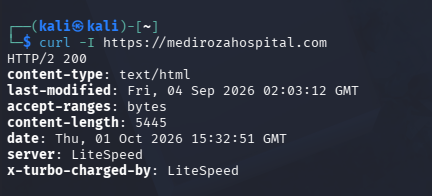 ┌──(kali㉿kali)-[~]
└─$ curl -I https://medirozahospital.com
HTTP/2 200
content-type: text/html
last-modified: Fri, 04 Sep 2026 02:03:12 GMT
accept-ranges: bytes
content-length: 5445
date: Thu, 01 Oct 2026 15:32:51 GMT
server: LiteSpeed
x-turbo-charged-by: LiteSpeed